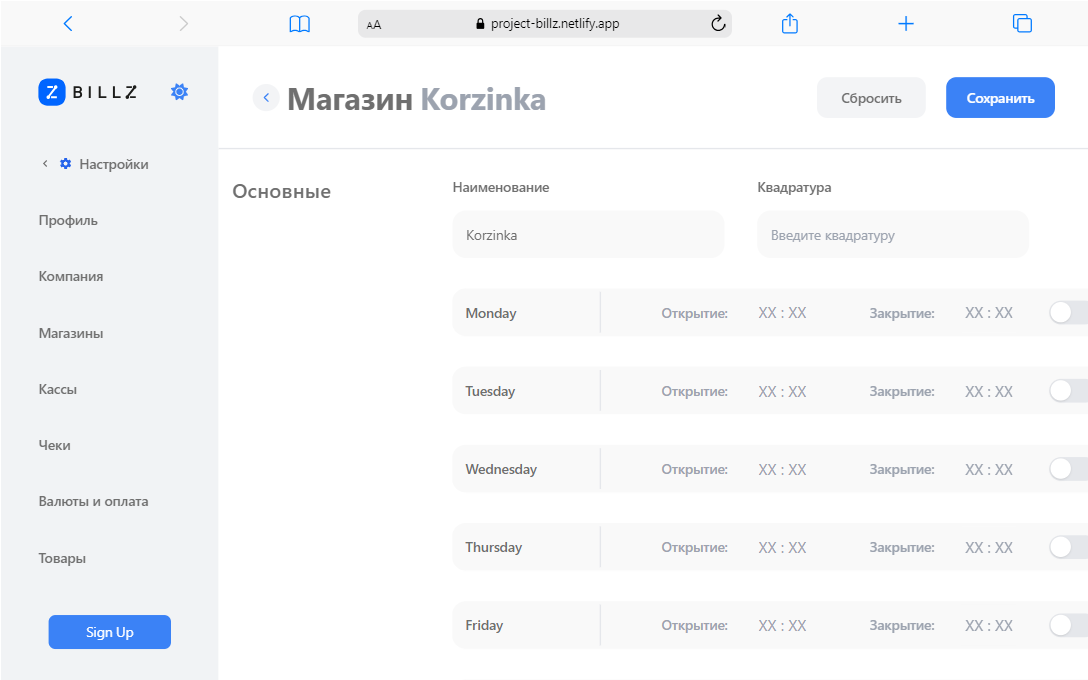 AA
project-billz.netlify.app
BILLZ
Магазин Korzinka
Сбросить
Сохранить
Настройки
Профиль
Компания
Магазины
Кассы
Чеки
Валюты и оплата
Товары
Sign Up
Основные
Наименование
Квадратура
Korzinka
Введите квадратуру
Monday Открытие: XX : XX Закрытие: XX : XX
Tuesday Открытие: XX : XX Закрытие: XX : XX
Wednesday Открытие: XX : XX Закрытие: XX : XX
Thursday Открытие: XX : XX Закрытие: XX : XX
Friday Открытие: XX : XX Закрытие: XX : XX